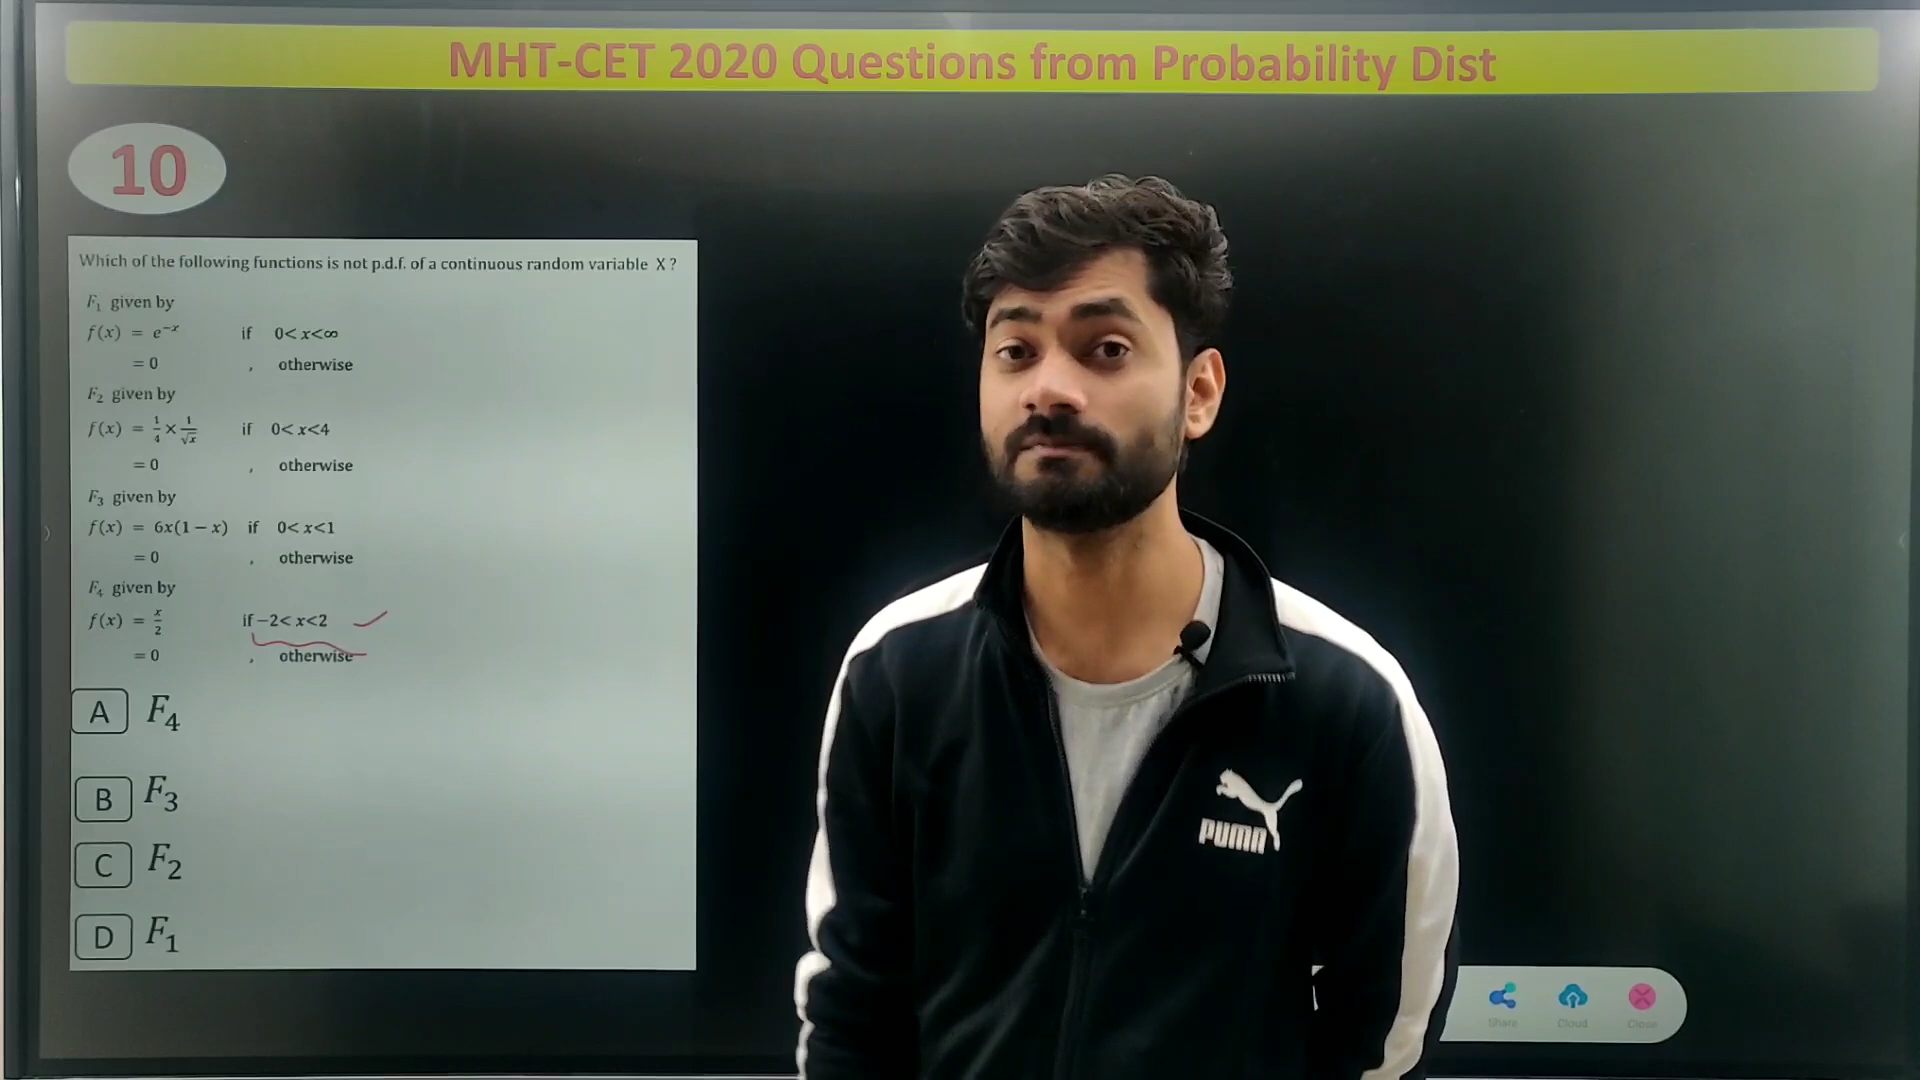 MHT-CET 2020 Questions from Probability Dist
10
Which of the following functions is not p.d.f. of a continuous random variable X ?
F₁ given by
f(x) = e⁻ˣ if 0< x<∞
= 0 , otherwise
F₂ given by
f(x) = 1/4 × 1/√x if 0< x<4
= 0 , otherwise
F₃ given by
f(x) = 6x(1 − x) if 0< x<1
= 0 , otherwise
F₄ given by
f(x) = x/2 if −2< x<2
= 0 , otherwise
A F₄
B F₃
C F₂
D F₁
PUMA
Share Cloud Close